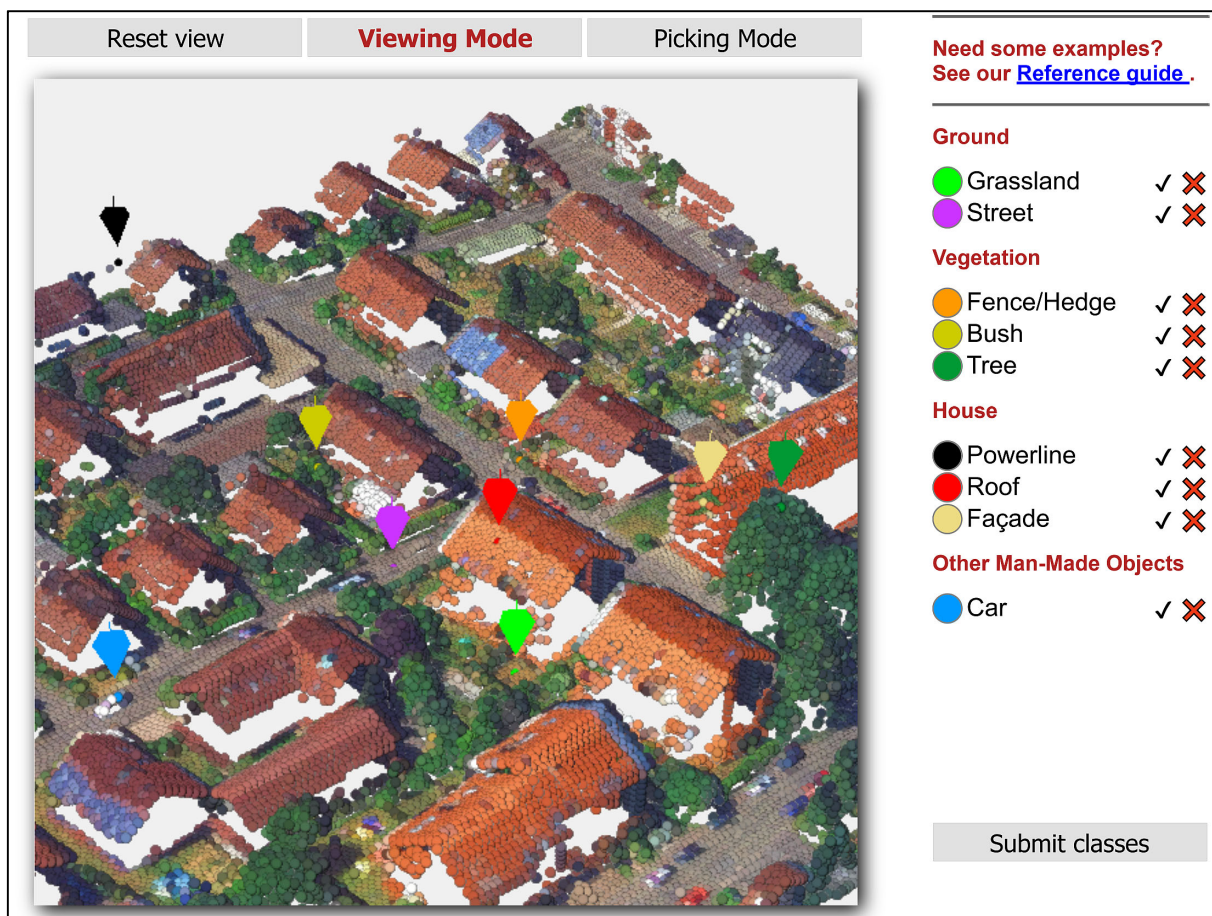 Reset view
Viewing Mode
Picking Mode
Need some examples?
See our Reference guide .
Ground
Grassland
Street
Vegetation
Fence/Hedge
Bush
Tree
House
Powerline
Roof
Façade
Other Man-Made Objects
Car
Submit classes